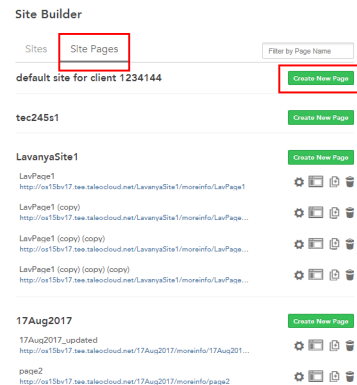 Site Builder
Sites Site Pages Filter by Page Name
default site for client 1234144 Create New Page
tec245s1 Create New Page
LavanyaSite1 Create New Page
LavPage1
http://os15bv17.tee.taleocloud.net/LavanyaSite1/moreinfo/LavPage1
LavPage1 (copy)
http://os15bv17.tee.taleocloud.net/LavanyaSite1/moreinfo/LavPage...
LavPage1 (copy) (copy)
http://os15bv17.tee.taleocloud.net/LavanyaSite1/moreinfo/LavPage...
LavPage1 (copy) (copy) (copy)
http://os15bv17.tee.taleocloud.net/LavanyaSite1/moreinfo/LavPage...
17Aug2017 Create New Page
17Aug2017_updated
http://os15bv17.tee.taleocloud.net/17Aug2017/moreinfo/17Aug201...
page2
http://os15bv17.tee.taleocloud.net/17Aug2017/moreinfo/page2